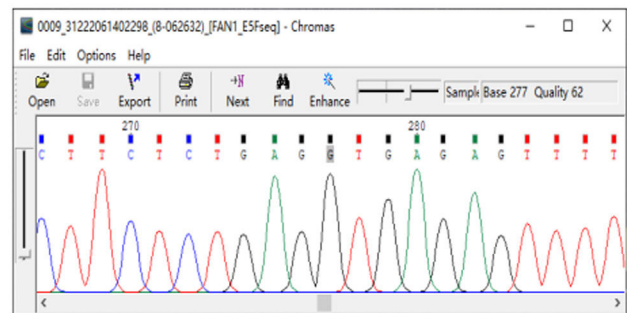 0009_31222061402298_(8-062632)_[FAN1_E5Fseq] - Chromas
File Edit Options Help
Open Save Export Print Next Find Enhance Sample Base 277 Quality 62
270 280
C T T C T C T G A G G T G A G A G T T T T